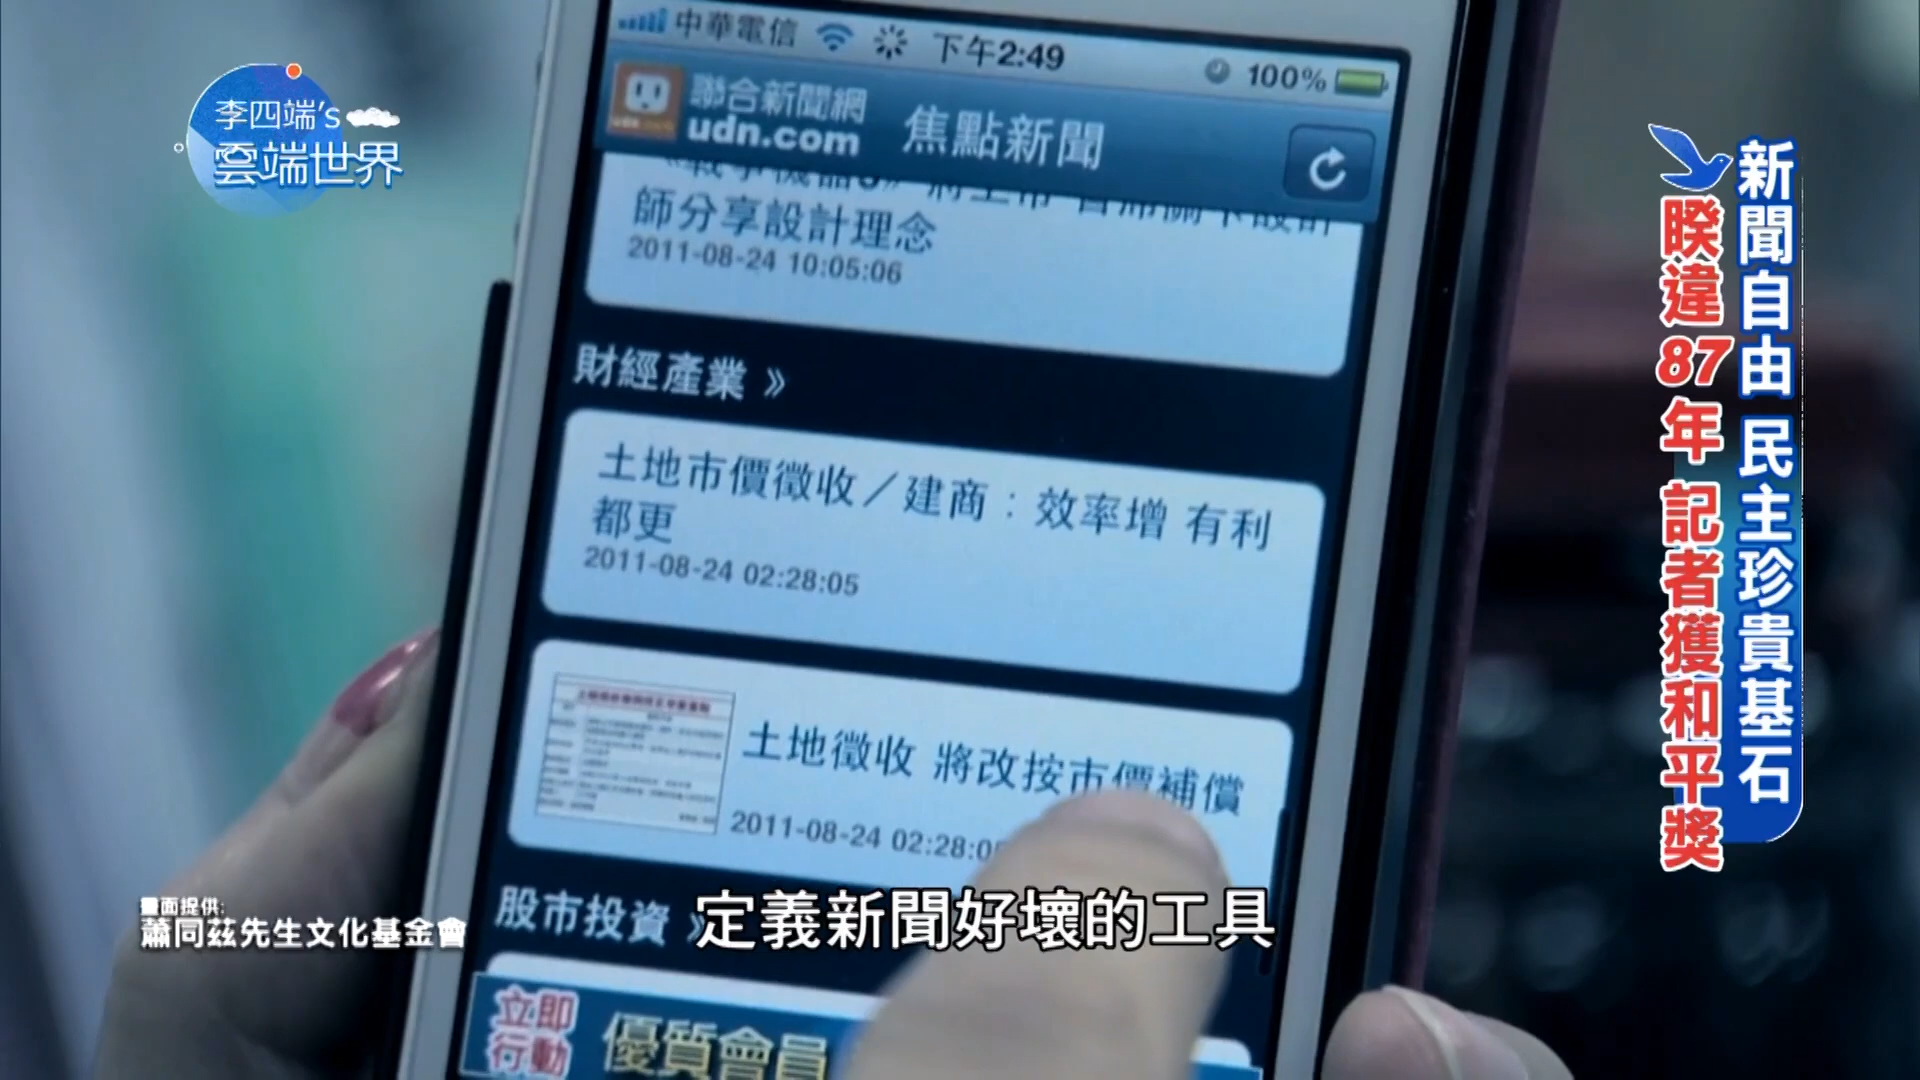 中華電信 下午2:49 100%
李四端's
雲端世界
聯合新聞網
udn.com
焦點新聞
師分享設計理念
2011-08-24 10:05:06
財經產業 》
土地市價徵收／建商：效率增 有利
都更
2011-08-24 02:28:05
土地徵收 將改按市價補償
2011-08-24 02:28:0
股市投資 》
立即
行動
優質會員
新聞自由 民主珍貴基石
睽違87年 記者獲和平獎
畫面提供:
蕭同茲先生文化基金會
定義新聞好壞的工具